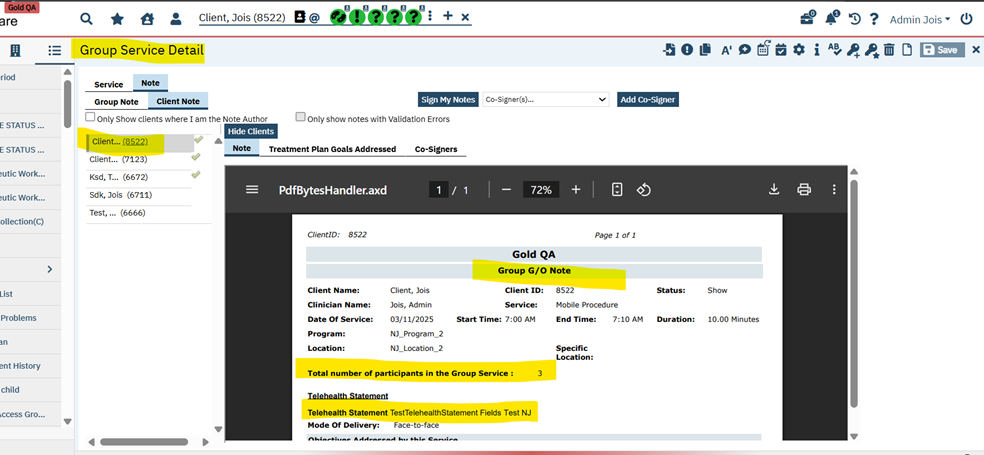 Gold QA
are
Client, Jois (8522)
@
Admin Jois
Group Service Detail
Save
Service Note
Group Note Client Note
Sign My Notes Co-Signer(s)... Add Co-Signer
Only Show clients where I am the Note Author
Only show notes with Validation Errors
Hide Clients
Note Treatment Plan Goals Addressed Co-Signers
eriod
E STATUS ...
E STATUS ...
eutic Work...
eutic Work...
ollection(C)
List
Problems
an
ent History
child
Access Gro...
Client... (8522)
Client... (7123)
Ksd, T... (6672)
Sdk, Jois (6711)
Test, ... (6666)
PdfBytesHandler.axd 1 / 1 72%
ClientID: 8522 Page 1 of 1
Gold QA
Group G/O Note
Client Name: Client, Jois Client ID: 8522 Status: Show
Clinician Name: Jois, Admin Service: Mobile Procedure
Date Of Service: 03/11/2025 Start Time: 7:00 AM End Time: 7:10 AM Duration: 10.00 Minutes
Program: NJ_Program_2
Location: NJ_Location_2 Specific
Location:
Total number of participants in the Group Service : 3
Telehealth Statement
Telehealth Statement TestTelehealthStatement Fields Test NJ
Mode Of Delivery: Face-to-face
Objectives Addressed by this Service